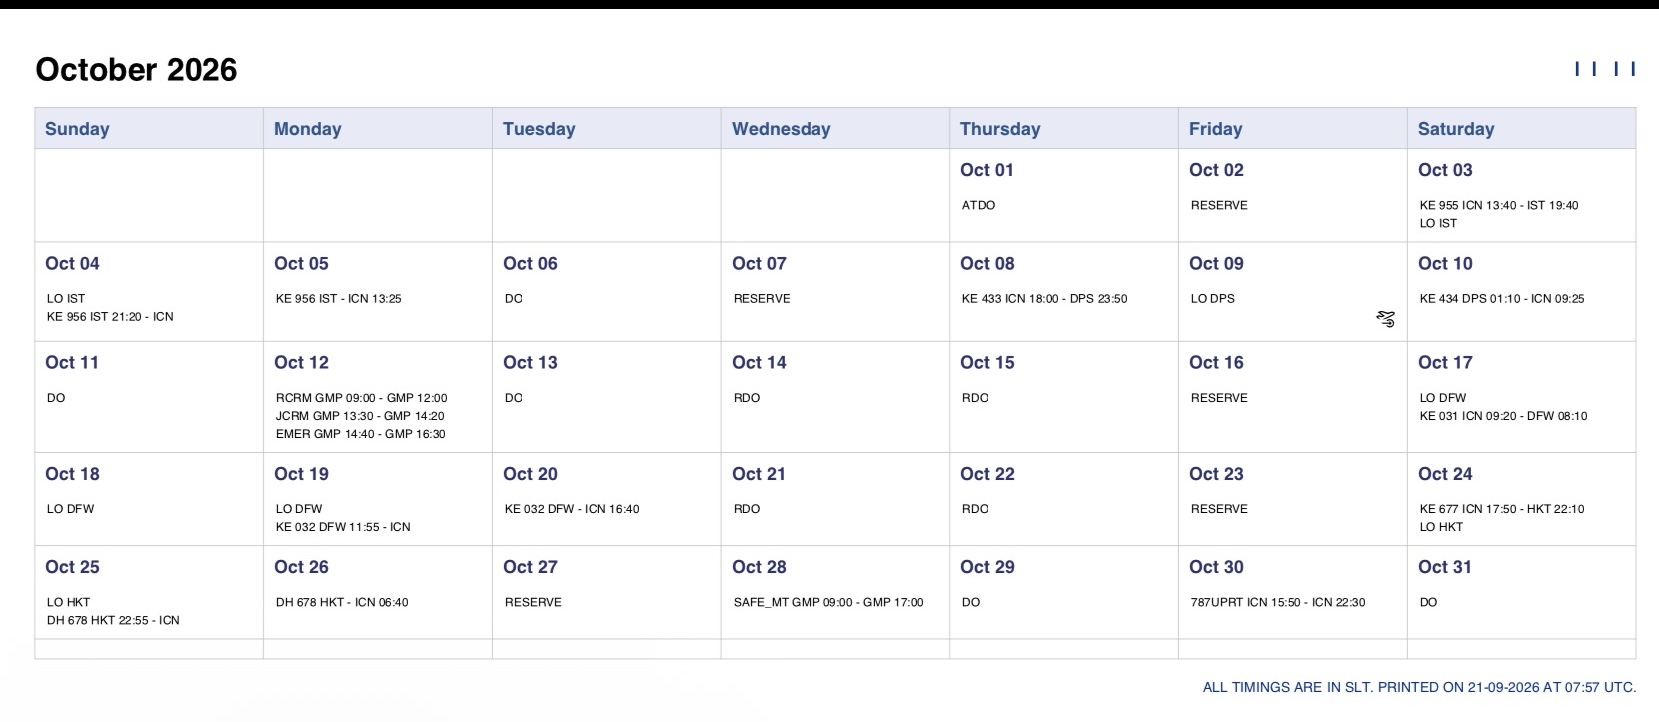 October 2026
Sunday Monday Tuesday Wednesday Thursday Friday Saturday
Oct 01
ATDO
Oct 02
RESERVE
Oct 03
KE 955 ICN 13:40 - IST 19:40
LO IST
Oct 04
LO IST
KE 956 IST 21:20 - ICN
Oct 05
KE 956 IST - ICN 13:25
Oct 06
DO
Oct 07
RESERVE
Oct 08
KE 433 ICN 18:00 - DPS 23:50
Oct 09
LO DPS
Oct 10
KE 434 DPS 01:10 - ICN 09:25
Oct 11
DO
Oct 12
RCRM GMP 09:00 - GMP 12:00
JCRM GMP 13:30 - GMP 14:20
EMER GMP 14:40 - GMP 16:30
Oct 13
DO
Oct 14
RDO
Oct 15
RDO
Oct 16
RESERVE
Oct 17
LO DFW
KE 031 ICN 09:20 - DFW 08:10
Oct 18
LO DFW
Oct 19
LO DFW
KE 032 DFW 11:55 - ICN
Oct 20
KE 032 DFW - ICN 16:40
Oct 21
RDO
Oct 22
RDO
Oct 23
RESERVE
Oct 24
KE 677 ICN 17:50 - HKT 22:10
LO HKT
Oct 25
LO HKT
DH 678 HKT 22:55 - ICN
Oct 26
DH 678 HKT - ICN 06:40
Oct 27
RESERVE
Oct 28
SAFE_MT GMP 09:00 - GMP 17:00
Oct 29
DO
Oct 30
787UPRT ICN 15:50 - ICN 22:30
Oct 31
DO
ALL TIMINGS ARE IN SLT. PRINTED ON 21-09-2026 AT 07:57 UTC.